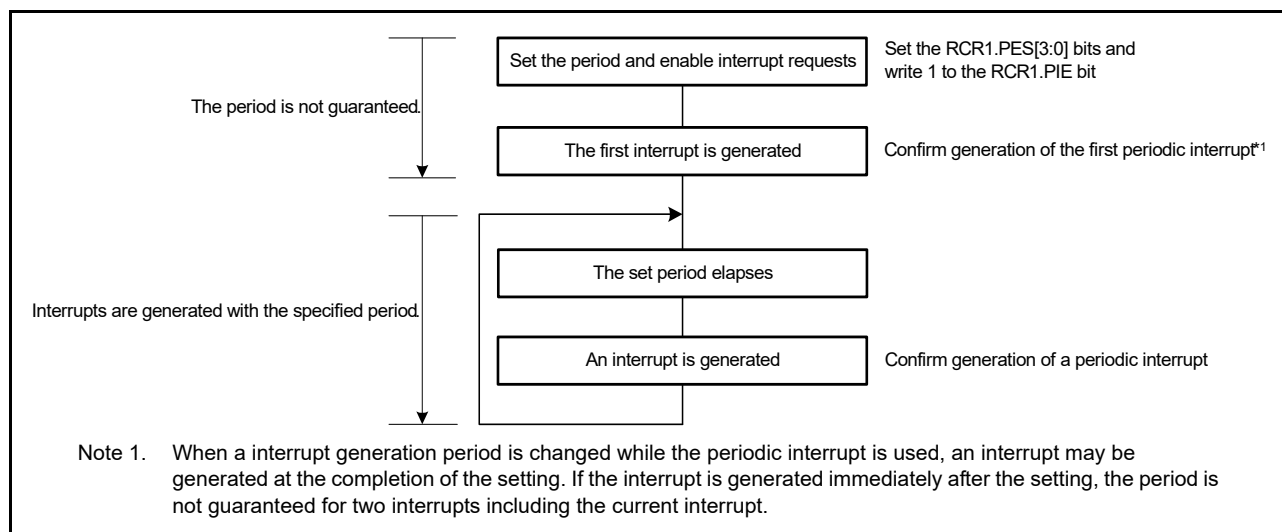 Set the period and enable interrupt requests
Set the RCR1.PES[3:0] bits and
write 1 to the RCR1.PIE bit
The period is not guaranteed.
The first interrupt is generated
Confirm generation of the first periodic interrupt*1
The set period elapses
Interrupts are generated with the specified period.
An interrupt is generated
Confirm generation of a periodic interrupt
Note 1. When a interrupt generation period is changed while the periodic interrupt is used, an interrupt may be
generated at the completion of the setting. If the interrupt is generated immediately after the setting, the period is
not guaranteed for two interrupts including the current interrupt.